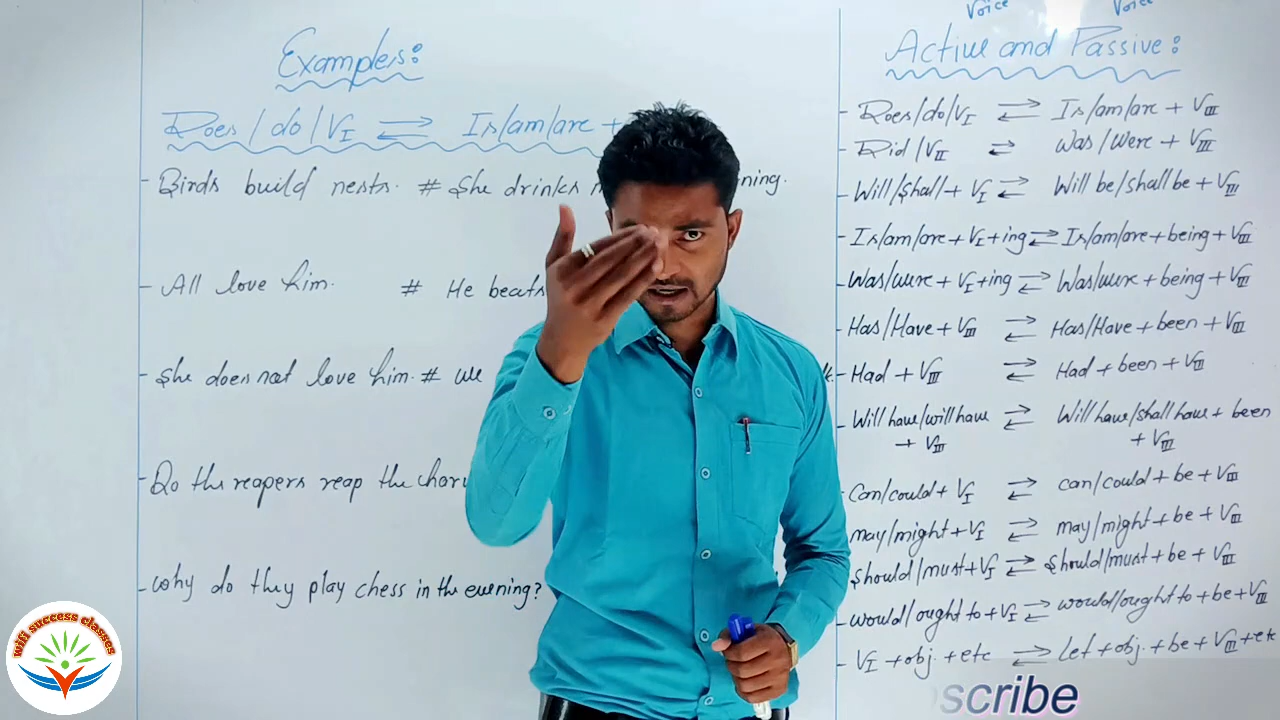 Examples:
Does/do/VI ⇌ Is/am/are +
- Birds build nests. # She drinks
- All love him. # He beats
- She does not love him. # we
- Do the reapers reap the
- Why do they play chess in the evening?
Voice Voice
Active and Passive:
- Does/do/VI ⇌ Is/am/are + VIII
- Did/VII ⇌ Was/Were + VIII
- Will/Shall + VI ⇌ Will be/shall be + VIII
- Is/am/are + VI + ing ⇌ Is/am/are + being + VIII
- Was/were + VI + ing ⇌ Was/were + being + VIII
- Has/Have + VIII ⇌ Has/Have + been + VIII
- Had + VIII ⇌ Had + been + VIII
- Will have/will have ⇌ Will have/shall have + been
+ VIII + VIII
- Can/could + VI ⇌ can/could + be + VIII
may/might + VI ⇌ may/might + be + VIII
Should/must + VI ⇌ Should/must + be + VIII
- would/ought to + VI ⇌ would/ought to + be + VIII
- VI + obj. + etc ⇌ Let + obj. + be + VIII + etc
wifi success classes
scribe